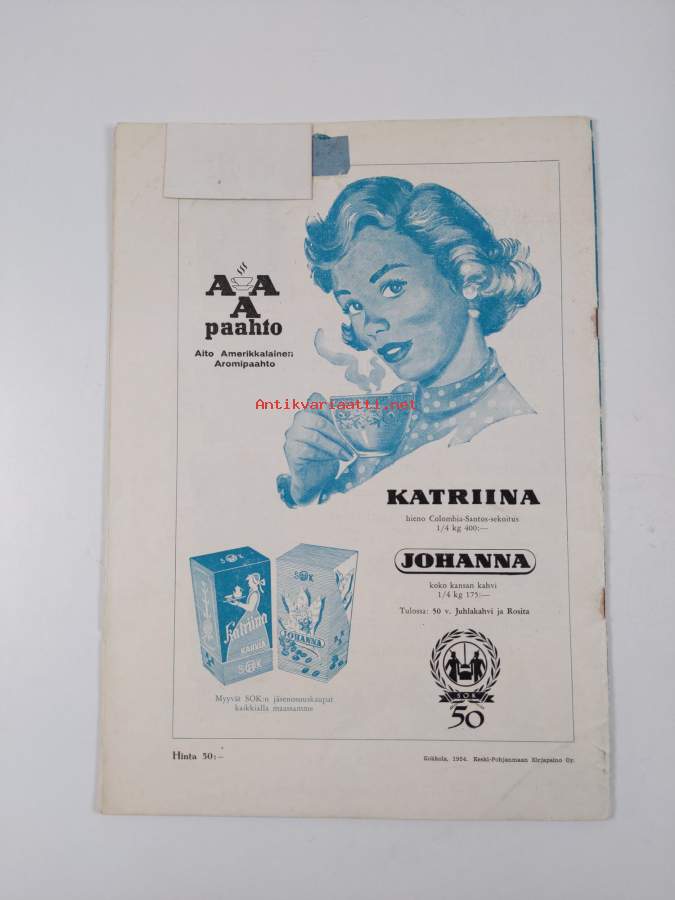 A A
A
paahto
Aito Amerikkalainen
Aromipaahto
Antikvariaatti.net
KATRIINA
hieno Colombia-Santos-sekoitus
1/4 kg 400:—
JOHANNA
koko kansan kahvi
1/4 kg 175:—
Tulossa: 50 v. Juhlakahvi ja Rosita
SOK
Katriina
KAHVIA
SOK
SOK
50
JOHANNA
SOK
50
Myyvät SOK:n jäsenosuuskaupat
kaikkialla maassamme
Hinta 50:—
Kokkola, 1954. Keski-Pohjanmaan Kirjapaino Oy.